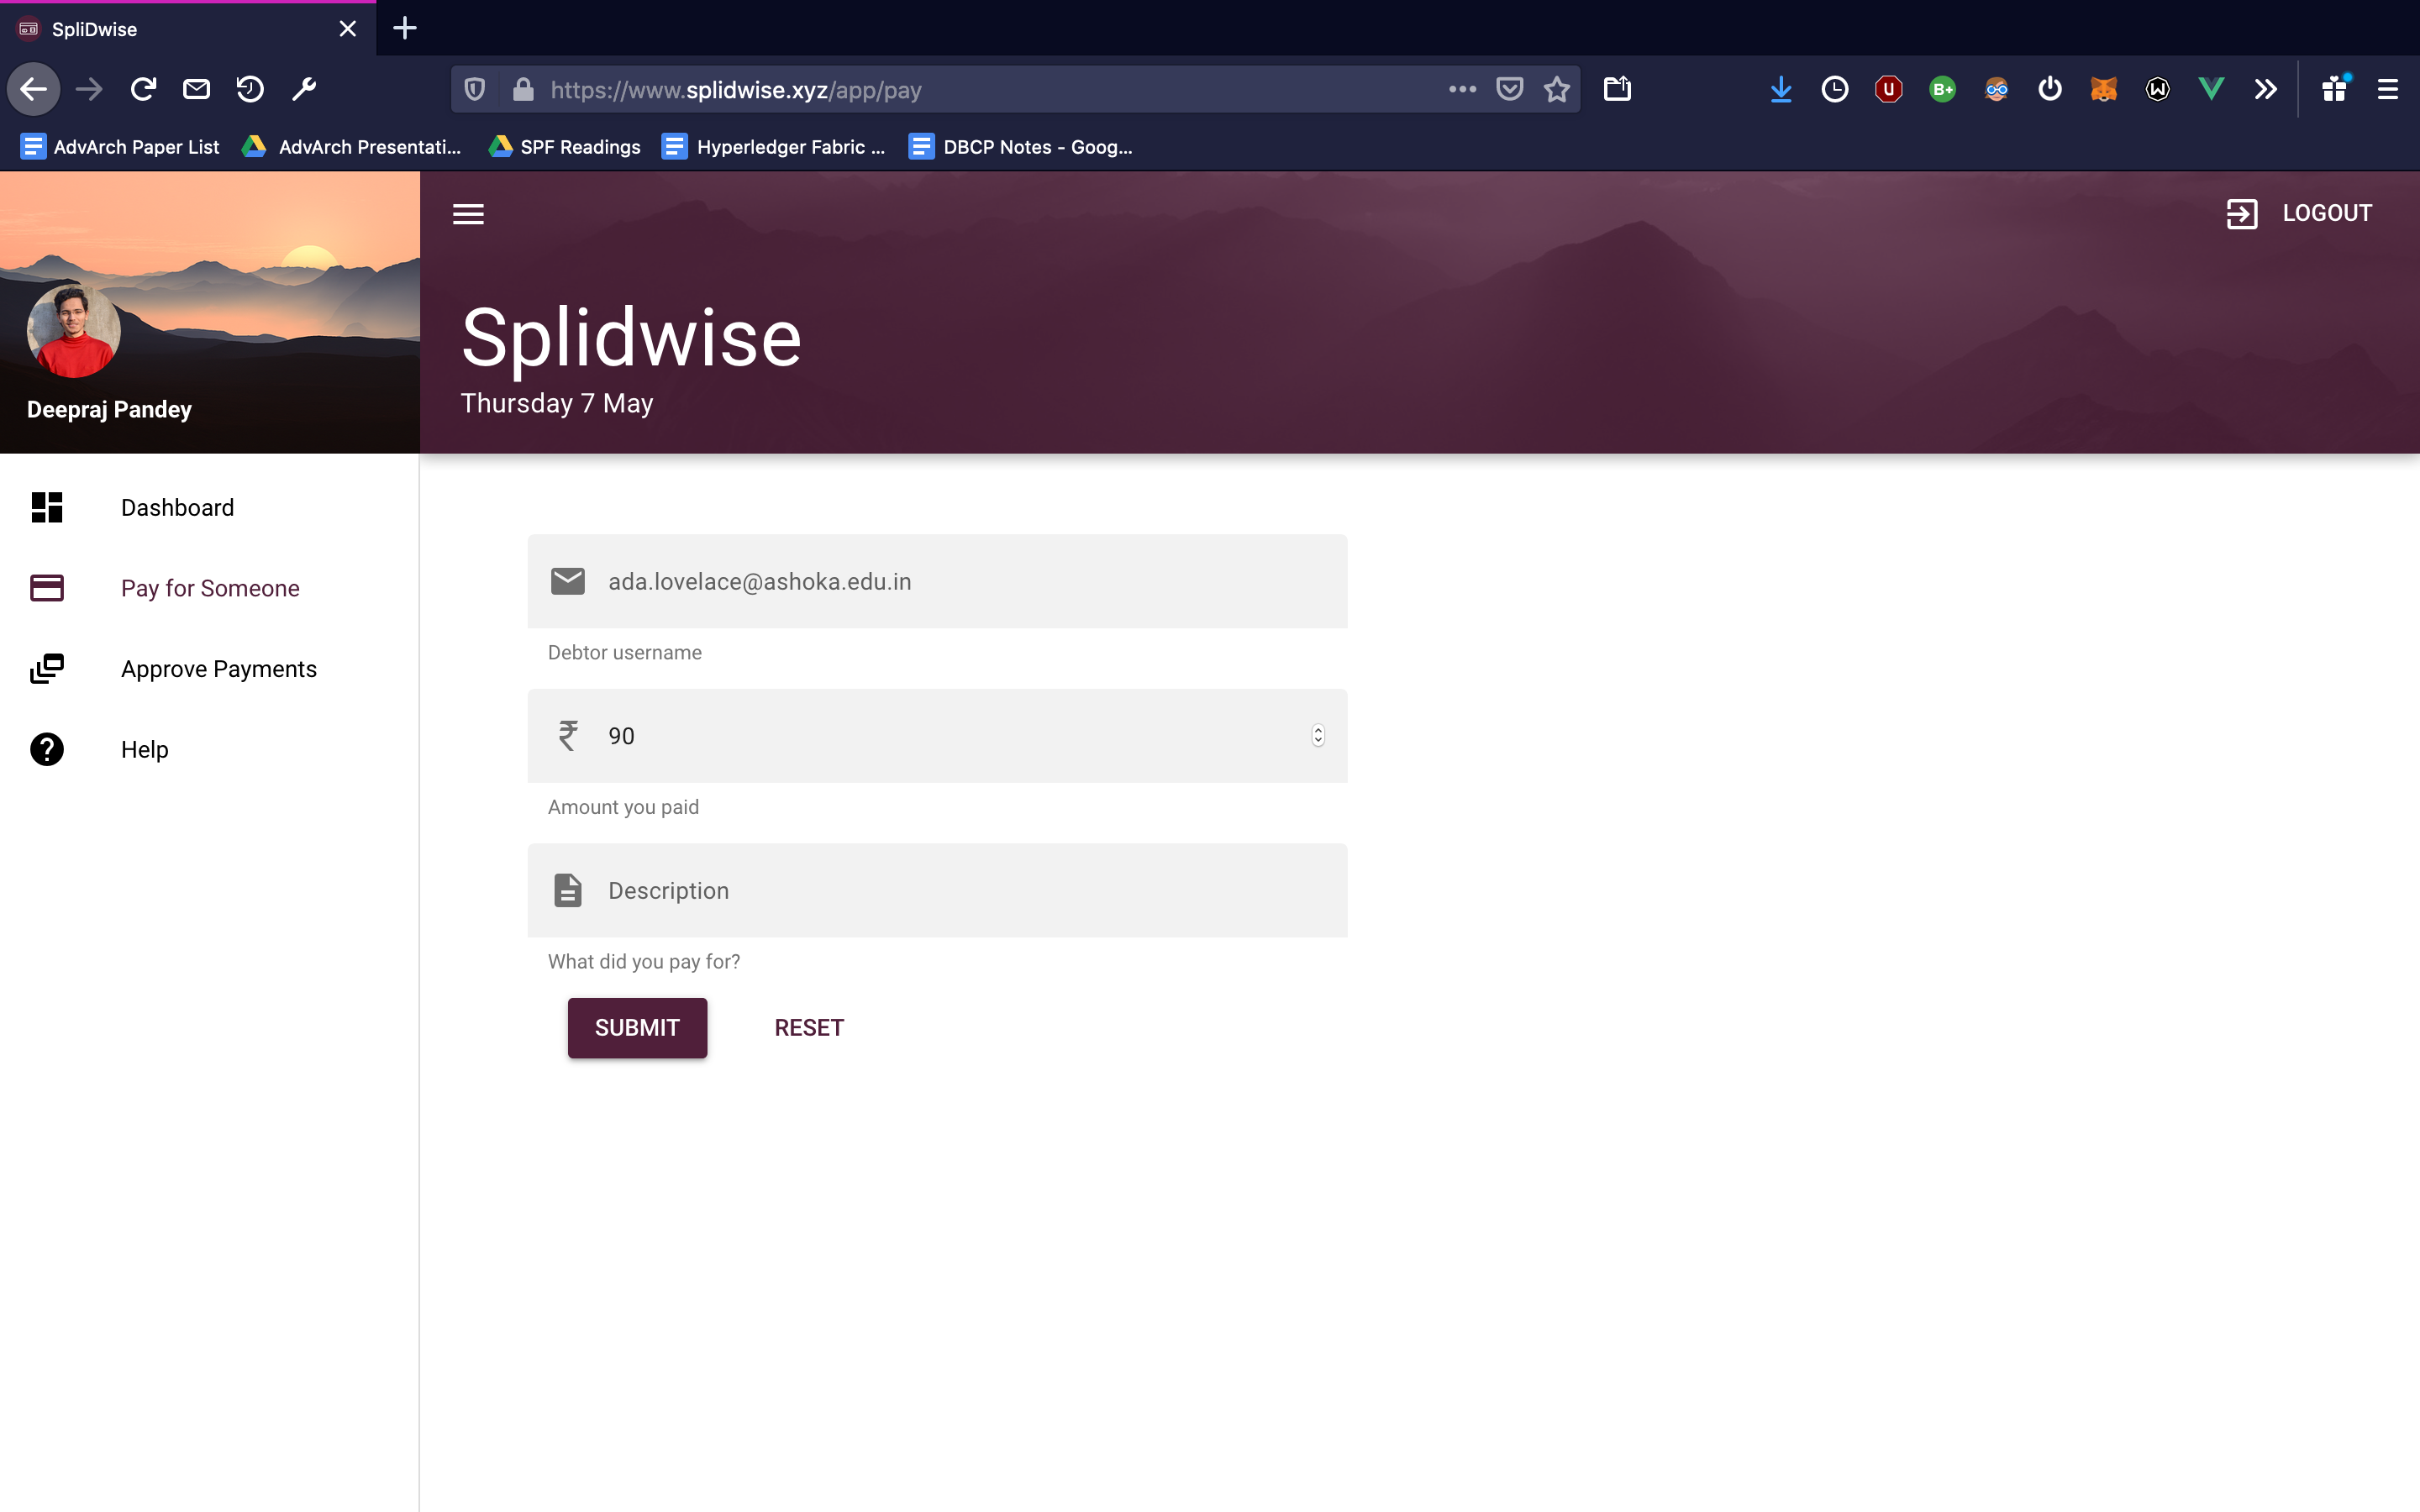 SpliDwise
https://www.splidwise.xyz/app/pay
AdvArch Paper List
AdvArch Presentati...
SPF Readings
Hyperledger Fabric ...
DBCP Notes - Goog...
LOGOUT
Splidwise
Thursday 7 May
Deepraj Pandey
Dashboard
Pay for Someone
Approve Payments
Help
ada.lovelace@ashoka.edu.in
Debtor username
₹ 90
Amount you paid
Description
What did you pay for?
SUBMIT
RESET